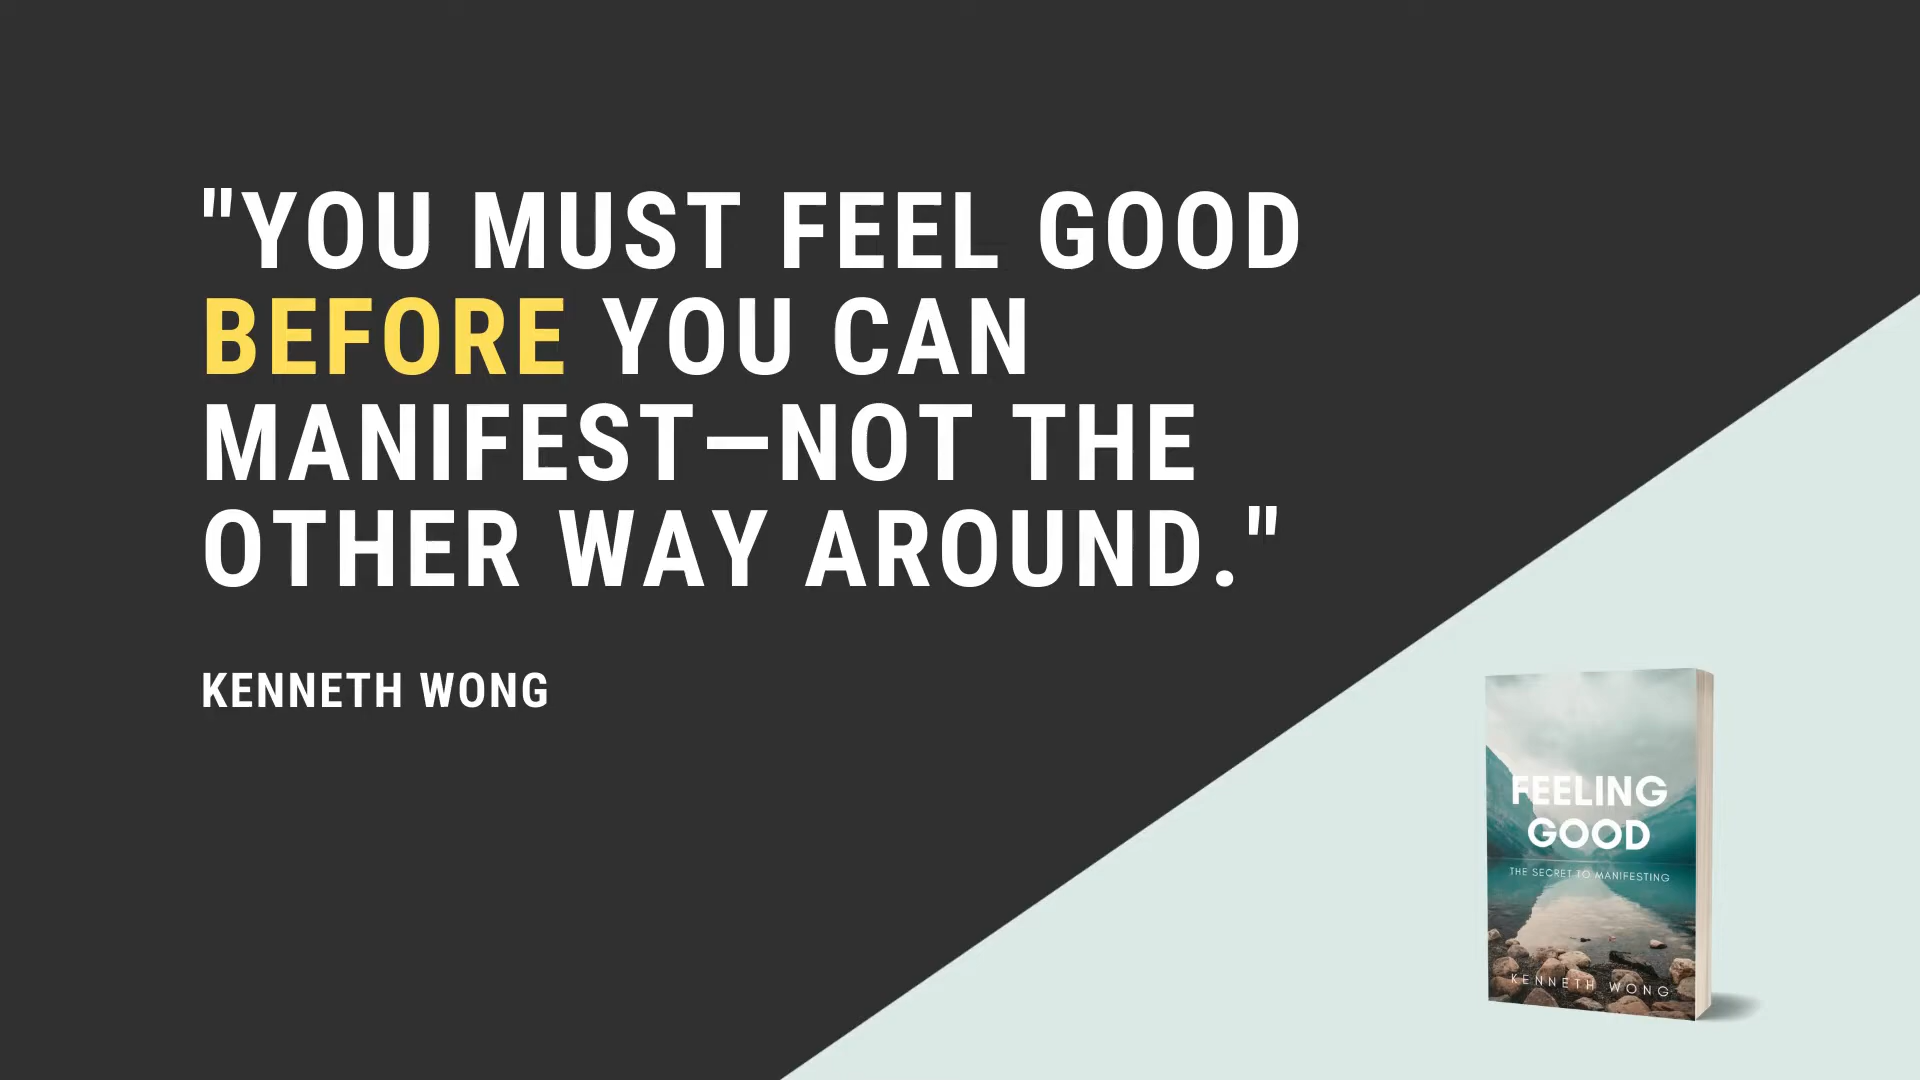 "YOU MUST FEEL GOOD
BEFORE YOU CAN
MANIFEST—NOT THE
OTHER WAY AROUND."
KENNETH WONG
FEELING
GOOD
THE SECRET TO MANIFESTING
KENNETH WONG